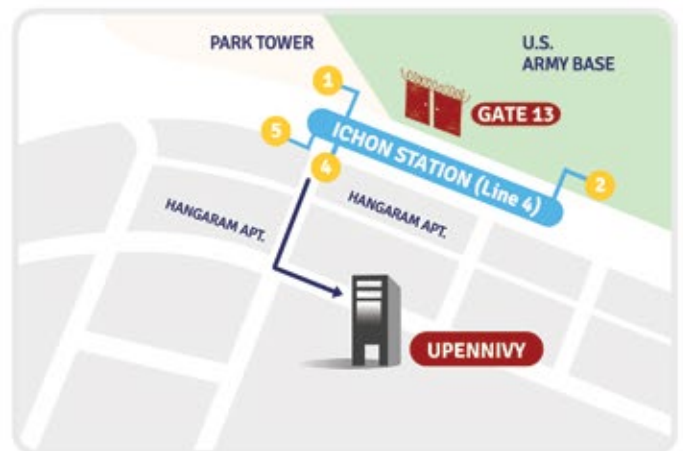 PARK TOWER
U.S.
ARMY BASE
1
GATE 13
5
ICHON STATION (Line 4)
4
2
HANGARAM APT.
HANGARAM APT.
UPENNIVY